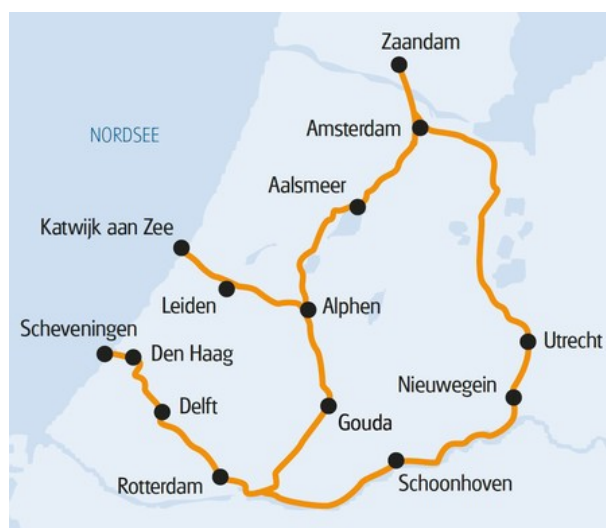 Zaandam
NORDSEE
Amsterdam
Aalsmeer
Katwijk aan Zee
Leiden
Alphen
Scheveningen
Den Haag
Utrecht
Nieuwegein
Delft
Gouda
Rotterdam
Schoonhoven